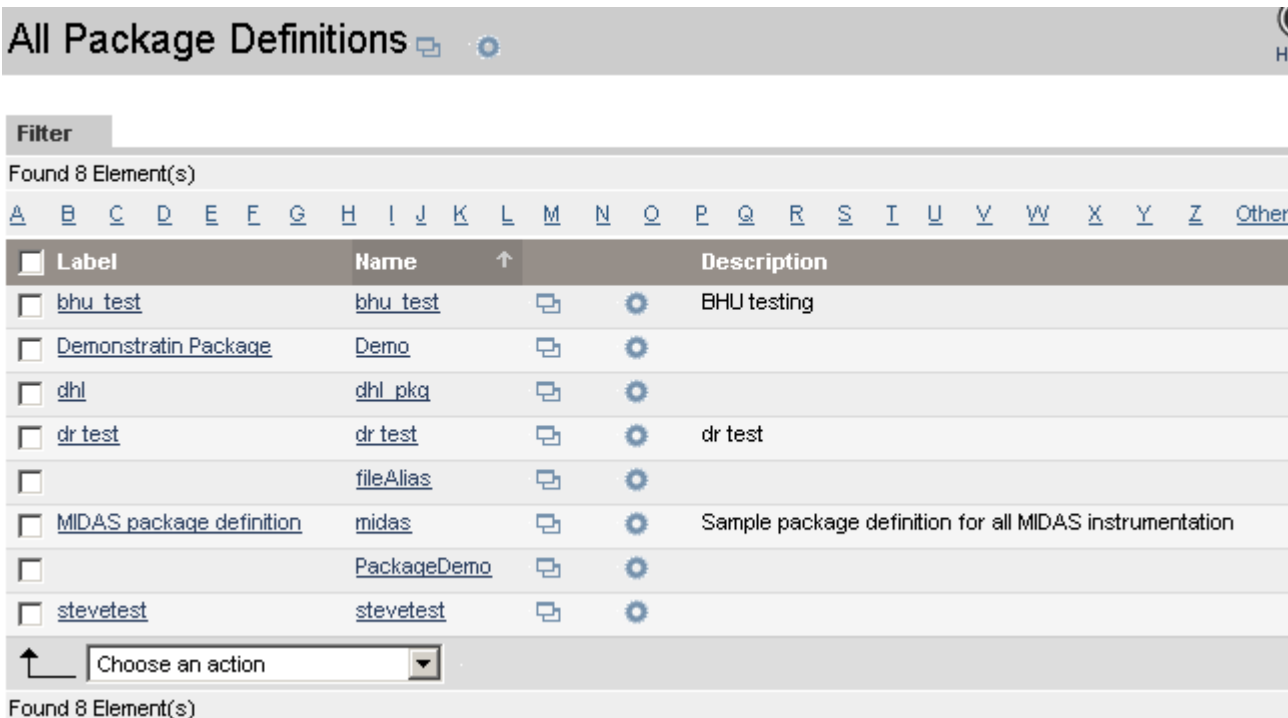 All Package Definitions
H
Filter
Found 8 Element(s)
A B C D E F G H I J K L M N O P Q R S T U V W X Y Z Other
Label Name Description
bhu_test bhu_test BHU testing
Demonstratin Package Demo
dhl dhl_pkg
dr test dr test dr test
fileAlias
MIDAS package definition midas Sample package definition for all MIDAS instrumentation
PackageDemo
stevetest stevetest
Choose an action
Found 8 Element(s)